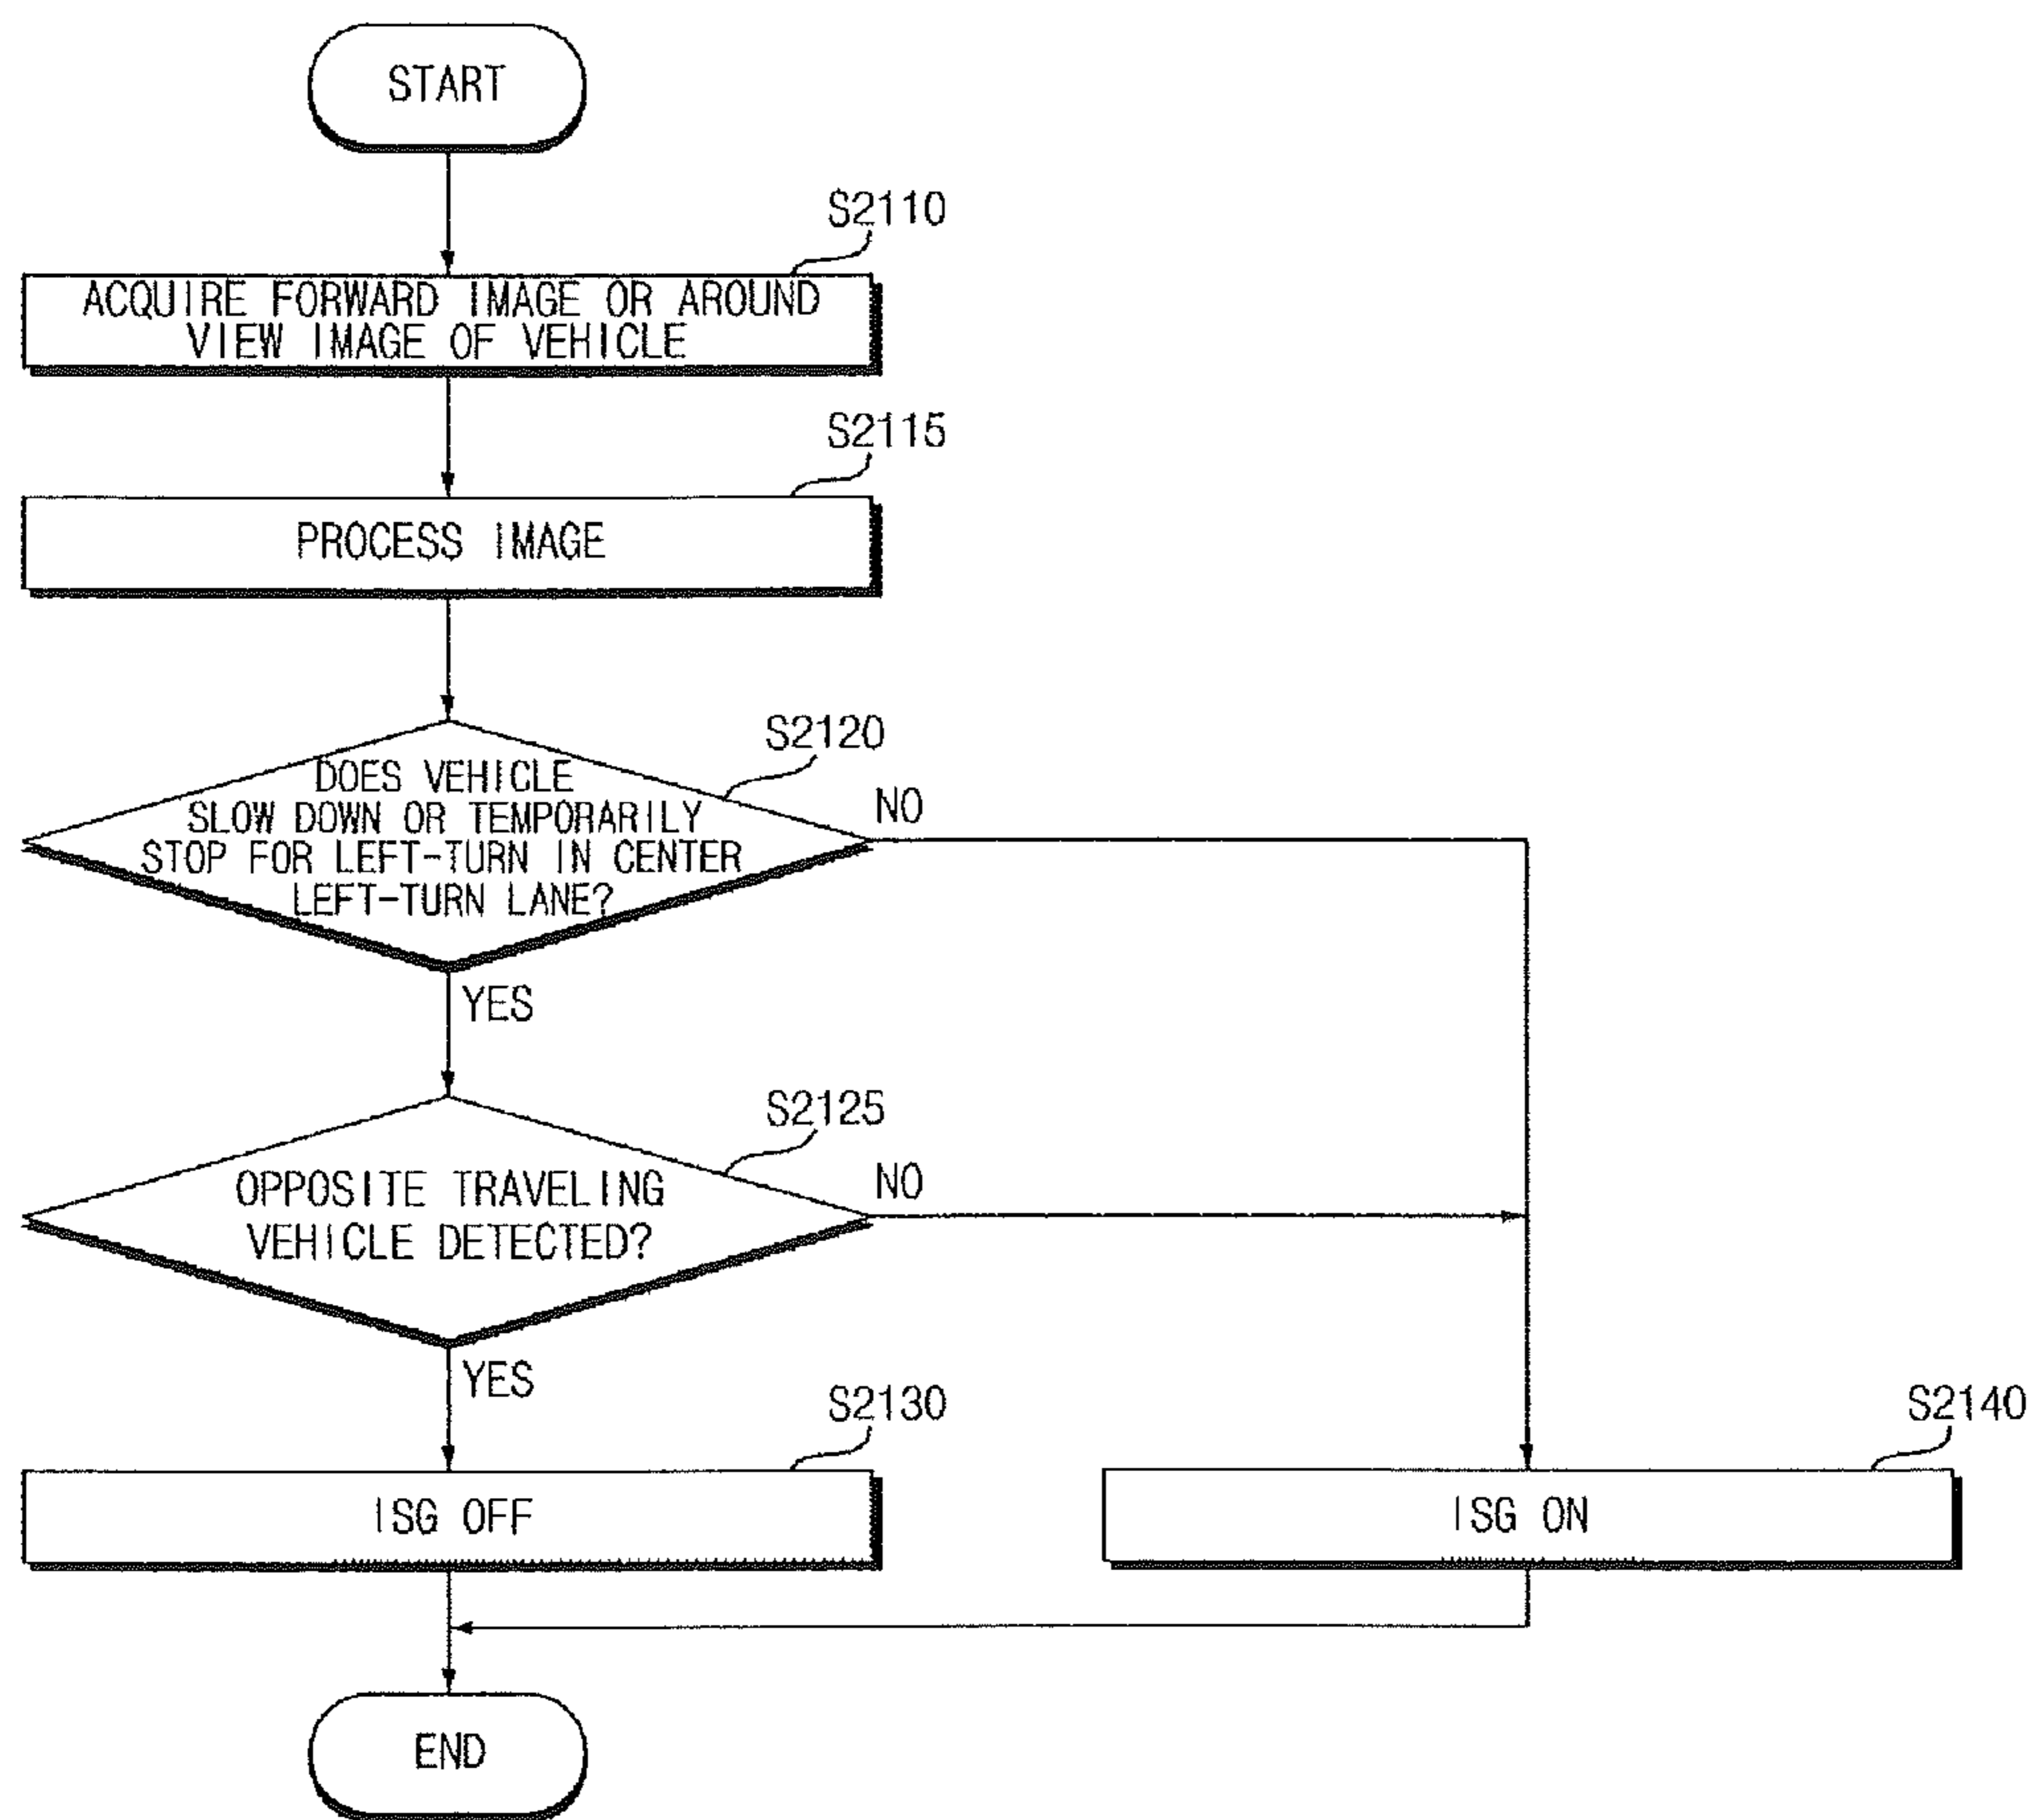 START
S2110
ACQUIRE FORWARD IMAGE OR AROUND
VIEW IMAGE OF VEHICLE
S2115
PROCESS IMAGE
S2120
DOES VEHICLE
SLOW DOWN OR TEMPORARILY
STOP FOR LEFT-TURN IN CENTER
LEFT-TURN LANE?
NO
YES
S2125
OPPOSITE TRAVELING
VEHICLE DETECTED?
NO
YES
S2130
ISG OFF
S2140
ISG ON
END